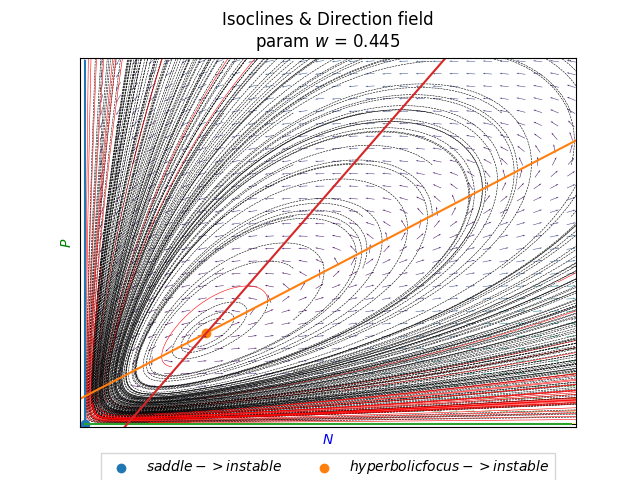 Isoclines & Direction field
param w = 0.445
P
N
saddle -> instable
hyperbolicfocus -> instable